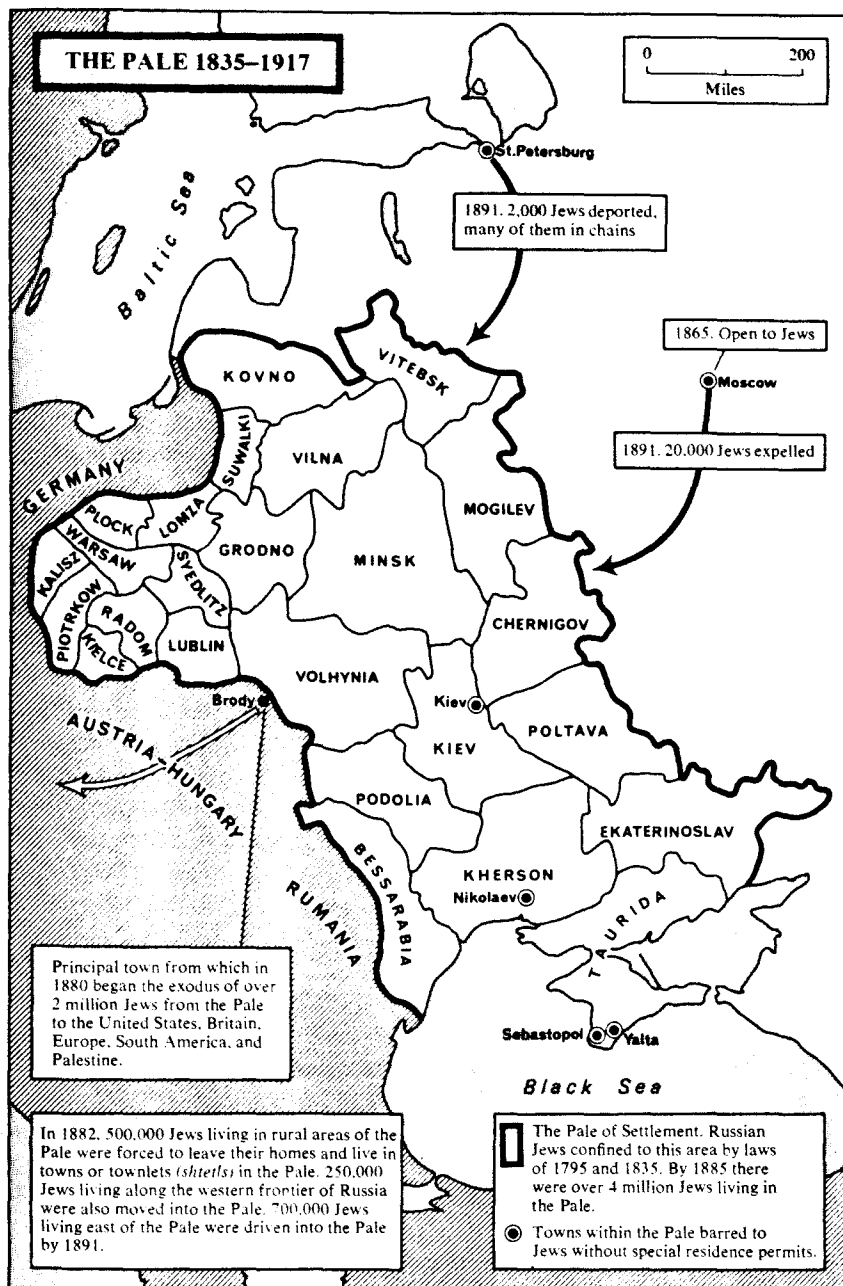 THE PALE 1835–1917
0 200
Miles
St.Petersburg
1891. 2,000 Jews deported,
many of them in chains
Baltic Sea
1865. Open to Jews
Moscow
1891. 20,000 Jews expelled
VITEBSK
KOVNO
SUWALKI
VILNA
GERMANY
MOGILEV
PLOCK
LOMZA
GRODNO
MINSK
WARSAW
KALISZ
SYEDLITZ
PIOTRKOW
RADOM
KIELCE
LUBLIN
CHERNIGOV
VOLHYNIA
Brody
Kiev
POLTAVA
KIEV
AUSTRIA–HUNGARY
PODOLIA
EKATERINOSLAV
BESSARABIA
KHERSON
Nikolaev
RUMANIA
TAURIDA
Sebastopol
Yalta
Black Sea
Principal town from which in
1880 began the exodus of over
2 million Jews from the Pale
to the United States, Britain,
Europe, South America, and
Palestine.
In 1882, 500,000 Jews living in rural areas of the
Pale were forced to leave their homes and live in
towns or townlets (shtetls) in the Pale. 250,000
Jews living along the western frontier of Russia
were also moved into the Pale. 700,000 Jews
living east of the Pale were driven into the Pale
by 1891.
The Pale of Settlement. Russian
Jews confined to this area by laws
of 1795 and 1835. By 1885 there
were over 4 million Jews living in
the Pale.
Towns within the Pale barred to
Jews without special residence permits.